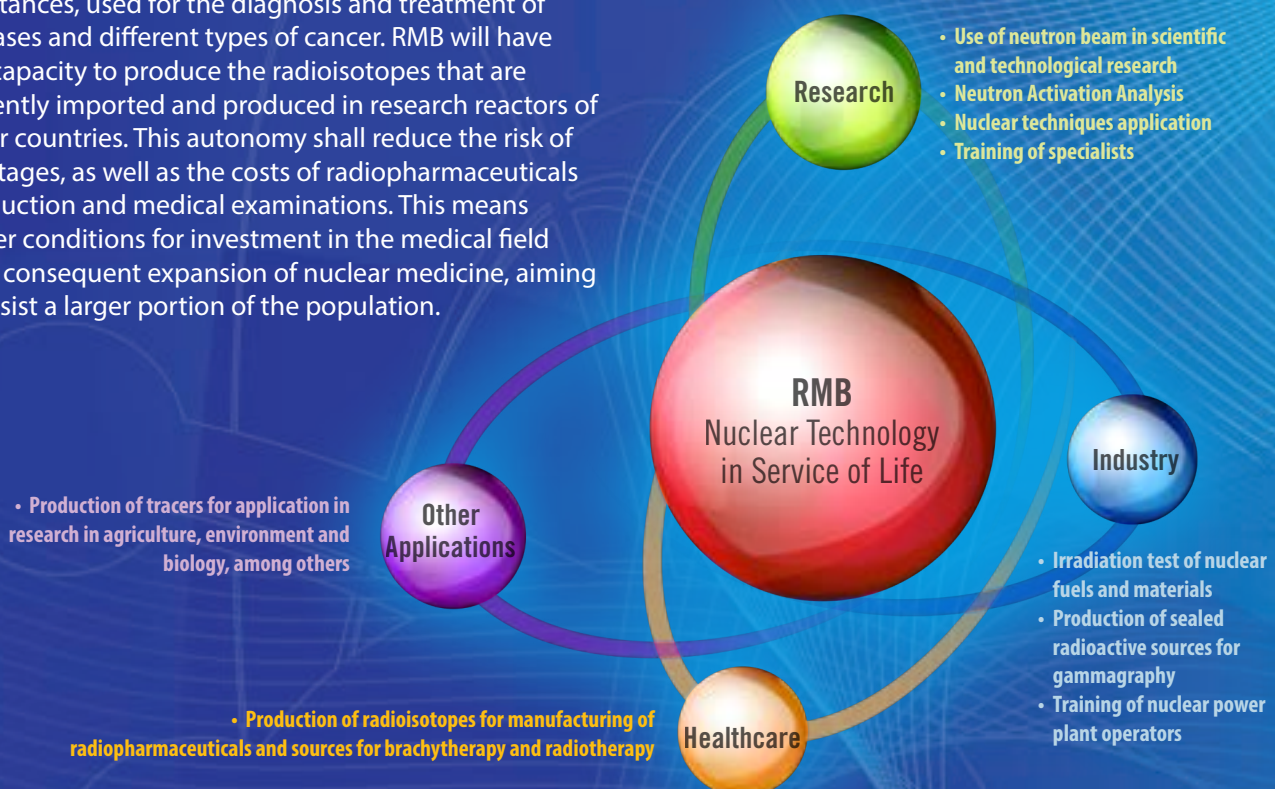 tances, used for the diagnosis and treatment of
ases and different types of cancer. RMB will have
capacity to produce the radioisotopes that are
ently imported and produced in research reactors of
r countries. This autonomy shall reduce the risk of
tages, as well as the costs of radiopharmaceuticals
uction and medical examinations. This means
er conditions for investment in the medical field
consequent expansion of nuclear medicine, aiming
sist a larger portion of the population.
Research
• Use of neutron beam in scientific
and technological research
• Neutron Activation Analysis
• Nuclear techniques application
• Training of specialists
RMB
Nuclear Technology
in Service of Life
Industry
• Irradiation test of nuclear
fuels and materials
• Production of sealed
radioactive sources for
gammagraphy
• Training of nuclear power
plant operators
Other
Applications
• Production of tracers for application in
research in agriculture, environment and
biology, among others
Healthcare
• Production of radioisotopes for manufacturing of
radiopharmaceuticals and sources for brachytherapy and radiotherapy